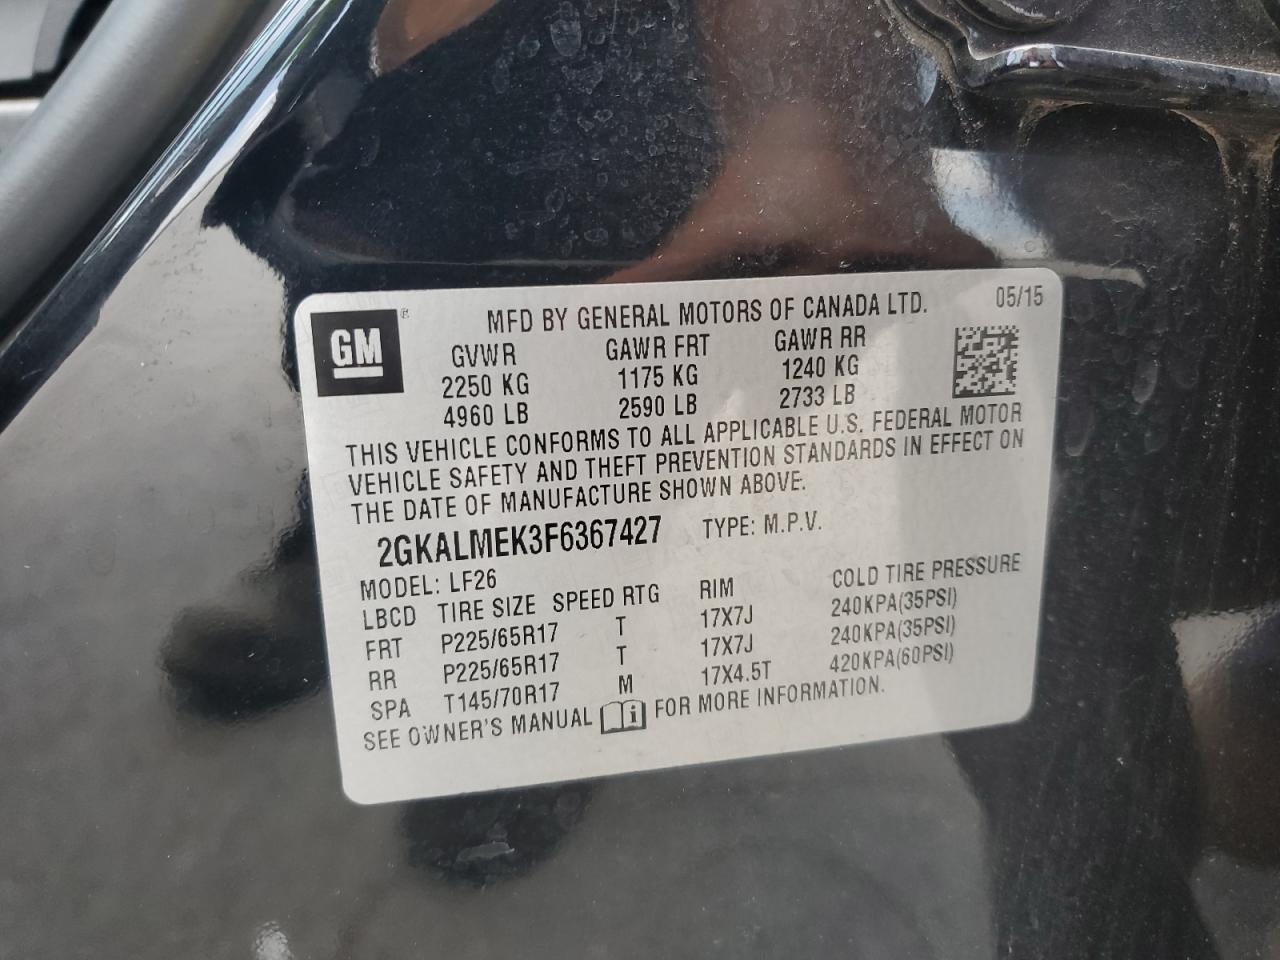 GM ®
MFD BY GENERAL MOTORS OF CANADA LTD. 05/15
GVWR GAWR FRT GAWR RR
2250 KG 1175 KG 1240 KG
4960 LB 2590 LB 2733 LB
THIS VEHICLE CONFORMS TO ALL APPLICABLE U.S. FEDERAL MOTOR
VEHICLE SAFETY AND THEFT PREVENTION STANDARDS IN EFFECT ON
THE DATE OF MANUFACTURE SHOWN ABOVE.
2GKALMEK3F6367427 TYPE: M.P.V.
MODEL: LF26
LBCD TIRE SIZE SPEED RTG RIM COLD TIRE PRESSURE
FRT P225/65R17 T 17X7J 240KPA(35PSI)
RR P225/65R17 T 17X7J 240KPA(35PSI)
SPA T145/70R17 M 17X4.5T 420KPA(60PSI)
SEE OWNER'S MANUAL i FOR MORE INFORMATION.